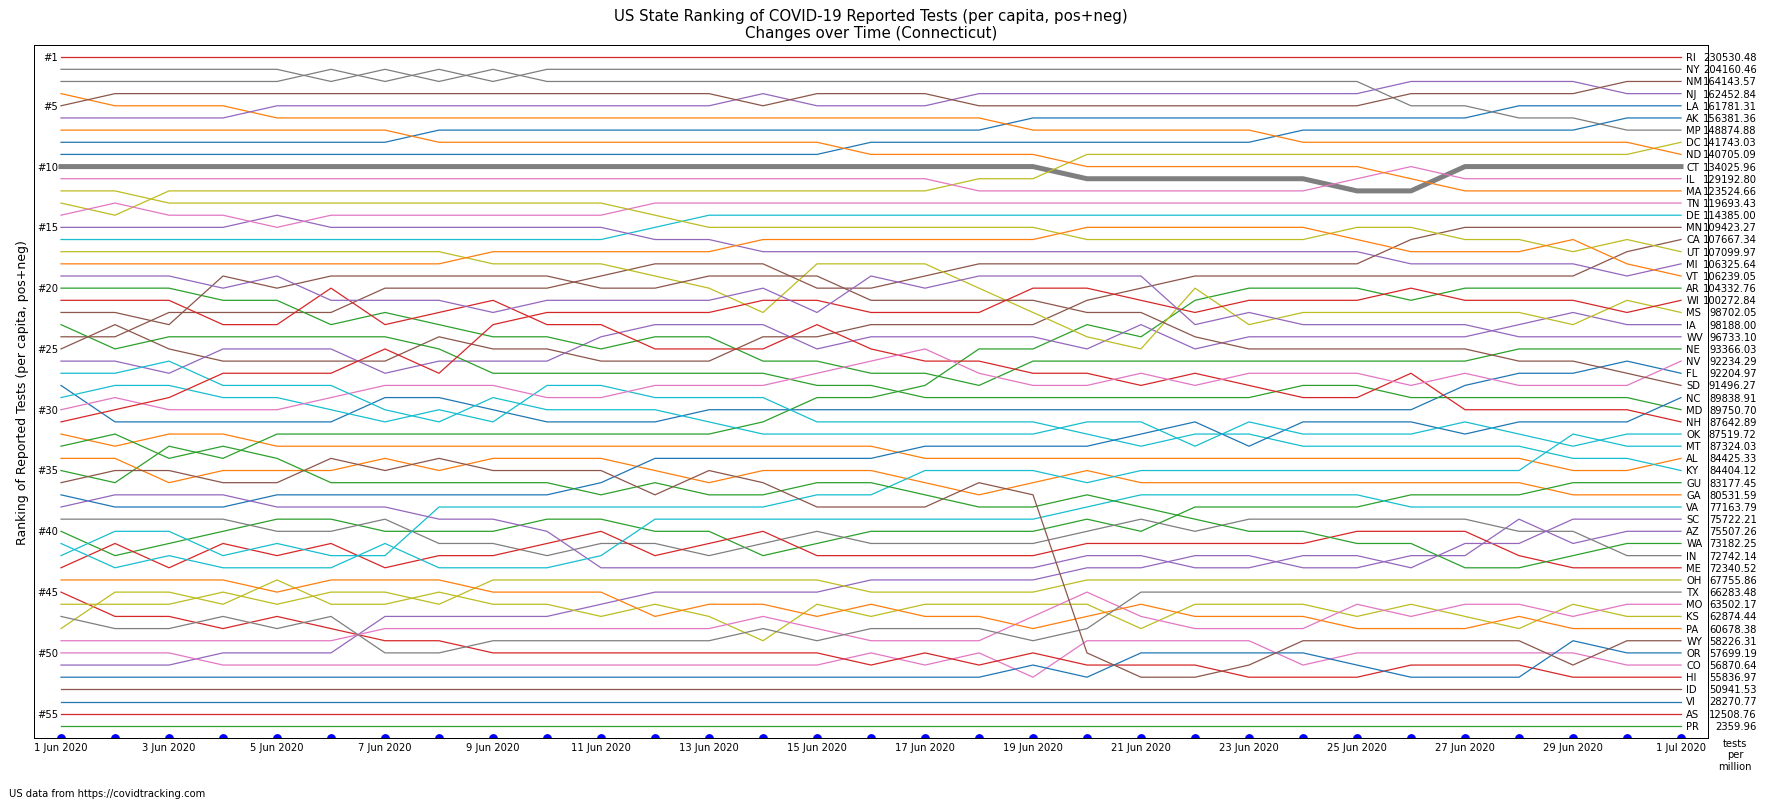 US State Ranking of COVID-19 Reported Tests (per capita, pos+neg)
Changes over Time (Connecticut)
Ranking of Reported Tests (per capita, pos+neg)
#1
#5
#10
#15
#20
#25
#30
#35
#40
#45
#50
#55
RI 230530.48
NY 204160.46
NM 164143.57
NJ 162452.84
LA 161781.31
AK 156381.36
MP 148874.88
DC 141743.03
ND 140705.09
CT 134025.96
IL 129192.80
MA 123524.66
TN 119693.43
DE 114385.00
MN 109423.27
CA 107667.34
UT 107099.97
MI 106325.64
VT 106239.05
AR 104332.76
WI 100272.84
MS 98702.05
IA 98188.00
WV 96733.10
NE 93366.03
NV 92234.29
FL 92204.97
SD 91496.27
NC 89838.91
MD 89750.70
NH 87642.89
OK 87519.72
MT 87324.03
AL 84425.33
KY 84404.12
GU 83177.45
GA 80531.59
VA 77163.79
SC 75722.21
AZ 75507.26
WA 73182.25
IN 72742.14
ME 72340.52
OH 67755.86
TX 66283.48
MO 63502.17
KS 62874.44
PA 60678.38
WY 58226.31
OR 57699.19
CO 56870.64
HI 55836.97
ID 50941.53
VI 28270.77
AS 12508.76
PR 2359.96
1 Jun 2020 3 Jun 2020 5 Jun 2020 7 Jun 2020 9 Jun 2020 11 Jun 2020 13 Jun 2020 15 Jun 2020 17 Jun 2020 19 Jun 2020 21 Jun 2020 23 Jun 2020 25 Jun 2020 27 Jun 2020 29 Jun 2020 1 Jul 2020
tests
per
million
US data from https://covidtracking.com